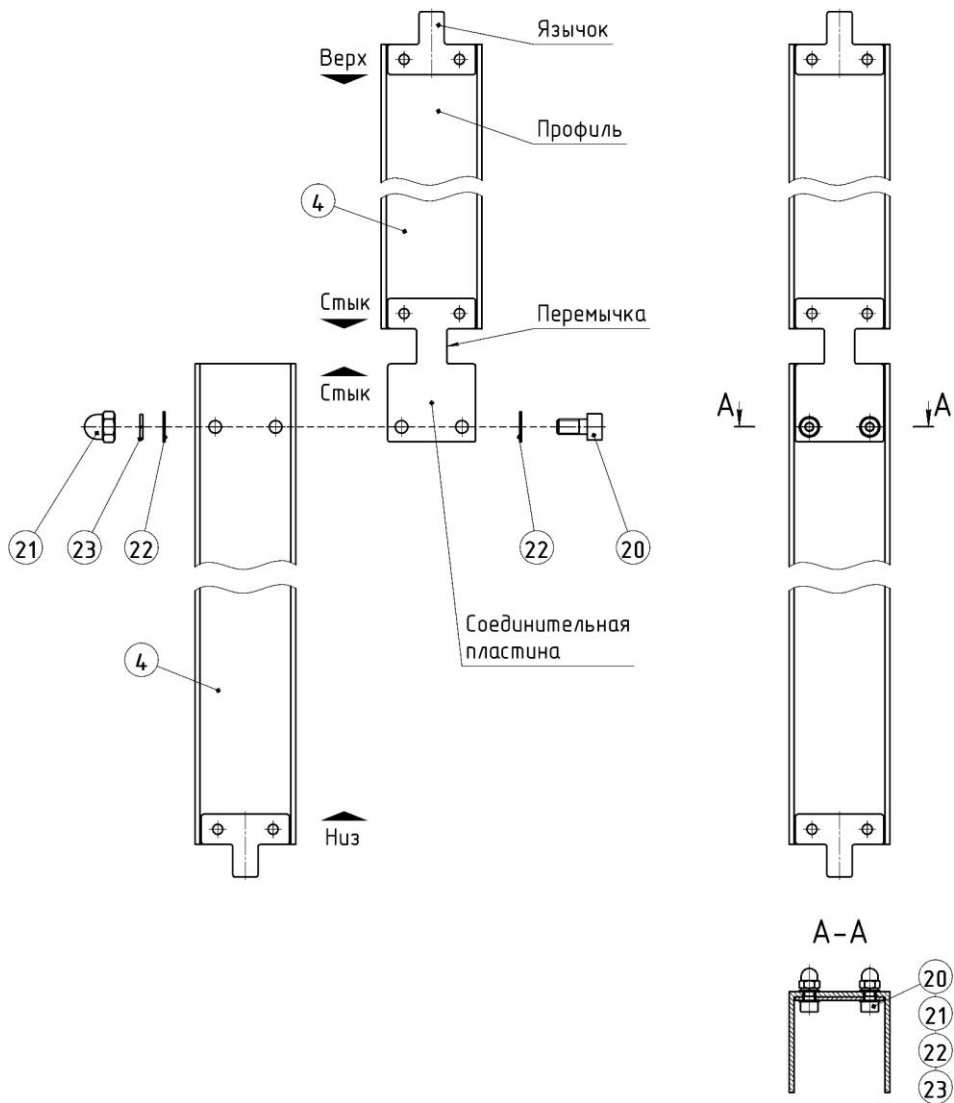 Язычок
Верх
Профиль
4
Стык
Перемычка
Стык
А
А
21
23
22
22
20
Соединительная
пластина
4
Низ
А-А
20
21
22
23